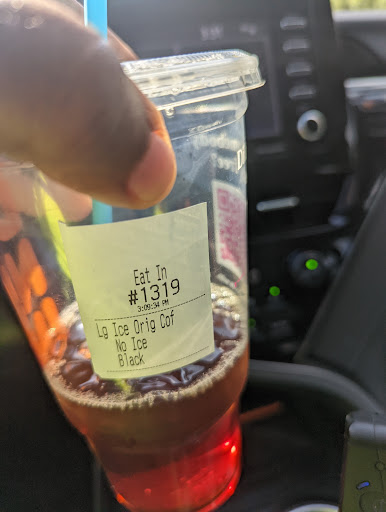 Eat In
#1319
3:09:34 PM
Lg Ice Orig Cof
No Ice
Black